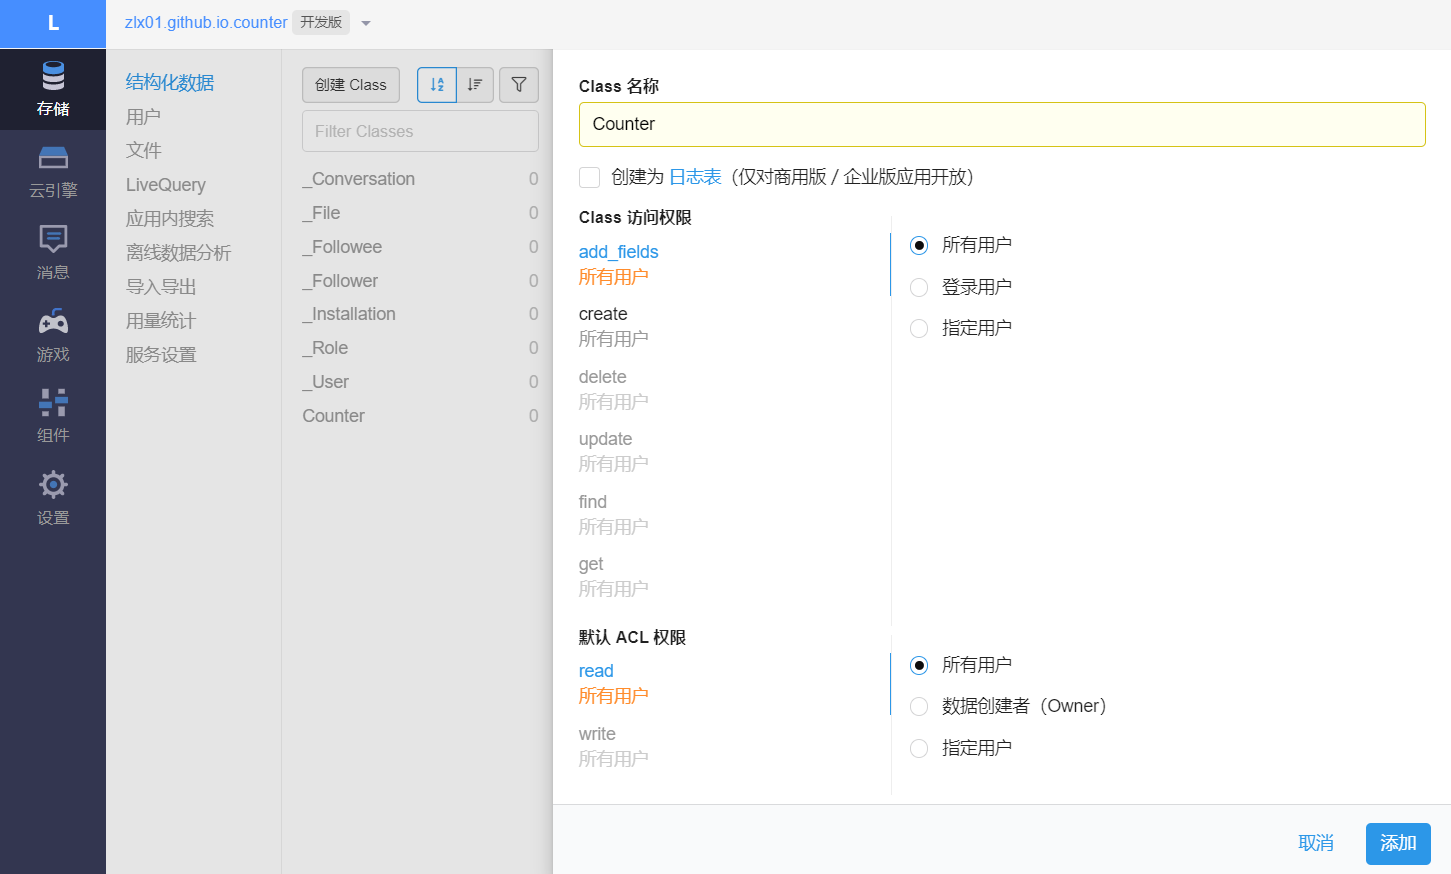 L
zlx01.github.io.counter 开发版
存储
云引擎
消息
游戏
组件
设置
结构化数据
用户
文件
LiveQuery
应用内搜索
离线数据分析
导入导出
用量统计
服务设置
创建 Class
Filter Classes
_Conversation 0
_File 0
_Followee 0
_Follower 0
_Installation 0
_Role 0
_User 0
Counter 0
Class 名称
Counter
创建为 日志表（仅对商用版 / 企业版应用开放）
Class 访问权限
add_fields
所有用户
create
所有用户
delete
所有用户
update
所有用户
find
所有用户
get
所有用户
所有用户
登录用户
指定用户
默认 ACL 权限
read
所有用户
write
所有用户
所有用户
数据创建者（Owner）
指定用户
取消
添加